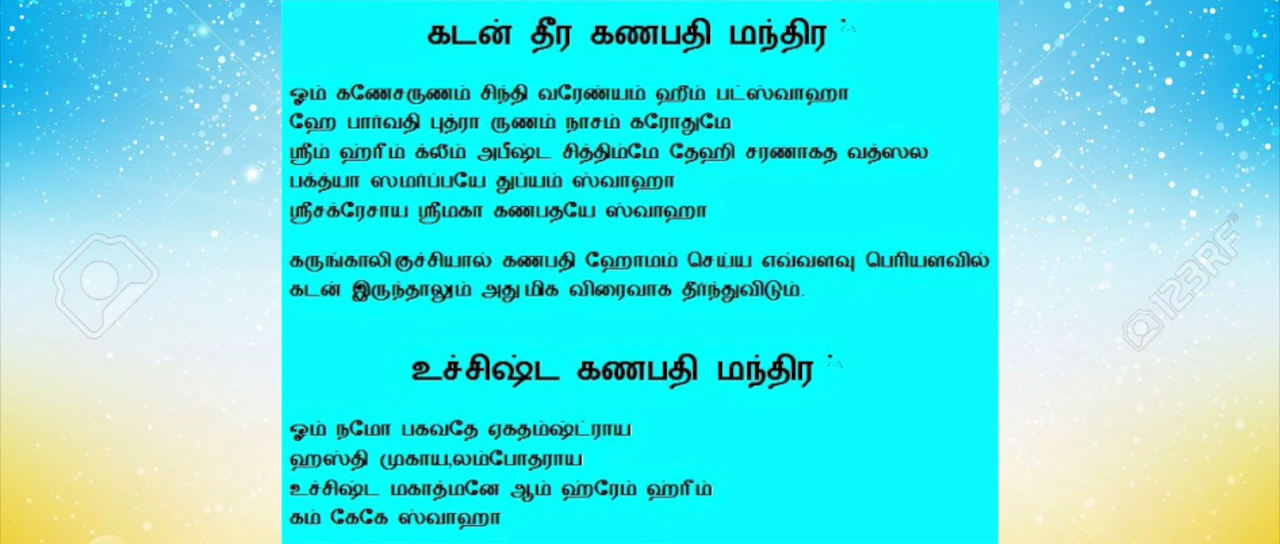 கடன் தீர கணபதி மந்திர
ஓம் கணேசருணம் சிந்தி வரேண்யம் ஹீம் பட்ஸ்வாஹா
ஹே பார்வதி புத்ரா ருணம் நாசம் கரோதுமே
ஸ்ரீம் ஹ்ரீம் க்லீம் அபீஷ்ட சித்திம்மே தேஹி சரணாகத வத்ஸல
பக்த்யா ஸமர்ப்பயே துப்யம் ஸ்வாஹா
ஸ்ரீசக்ரேசாய ஸ்ரீமகா கணபதயே ஸ்வாஹா
கருங்காலிகுச்சியால் கணபதி ஹோமம் செய்ய எவ்வளவு பெரியளவில்
கடன் இருந்தாலும் அதுமிக விரைவாக தீர்ந்துவிடும்.
உச்சிஷ்ட கணபதி மந்திர
ஓம் நமோ பகவதே ஏகதம்ஷ்ட்ராய
ஹஸ்தி முகாய,லம்போதராய
உச்சிஷ்ட மகாத்மனே ஆம் ஹ்ரேம் ஹ்ரீம்
கம் கேகே ஸ்வாஹா
123RF